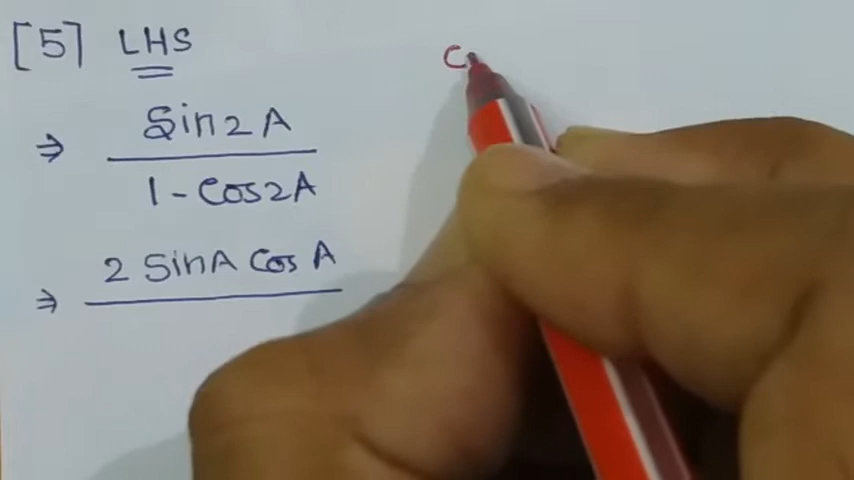 [5] LHS
C
⇒ Sin2A
1 - Cos2A
⇒ 2 SinA Cos A